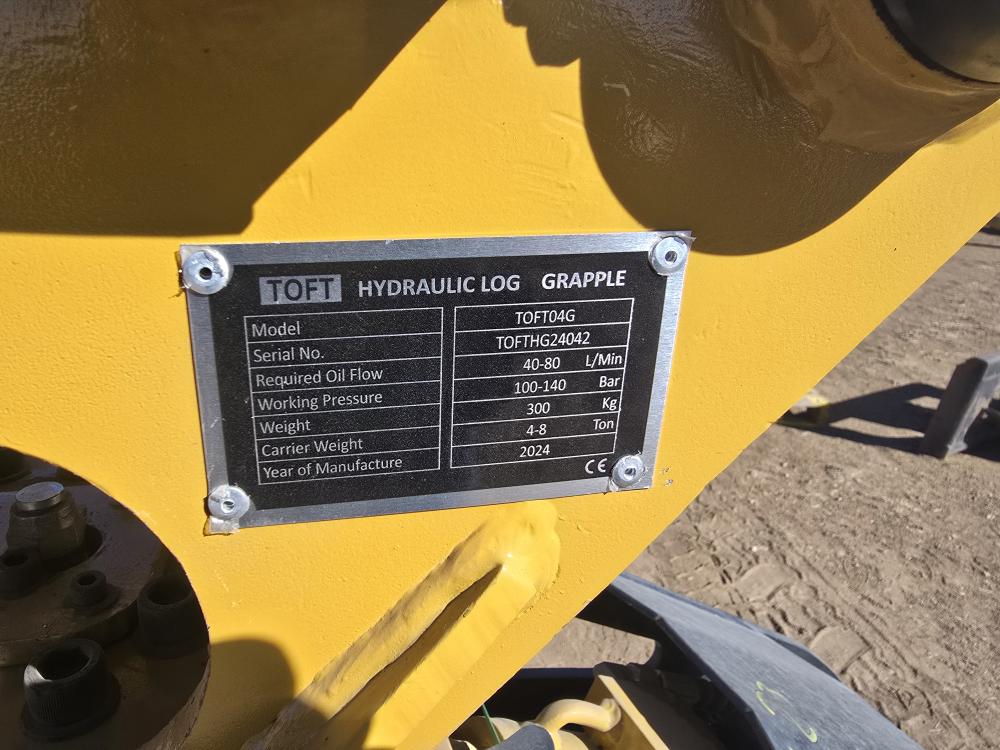 TOFT HYDRAULIC LOG GRAPPLE
Model TOFT04G
Serial No. TOFTHG24042
Required Oil Flow 40-80 L/Min
Working Pressure 100-140 Bar
Weight 300 Kg
Carrier Weight 4-8 Ton
Year of Manufacture 2024
CE